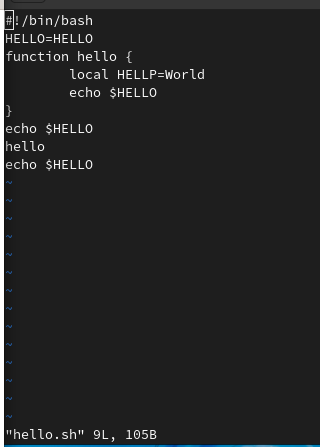 #!/bin/bash
HELLO=HELLO
function hello {
        local HELLP=World
        echo $HELLO
}
echo $HELLO
hello
echo $HELLO
~
~
~
~
~
~
~
~
~
~
~
~
~
~
"hello.sh" 9L, 105B